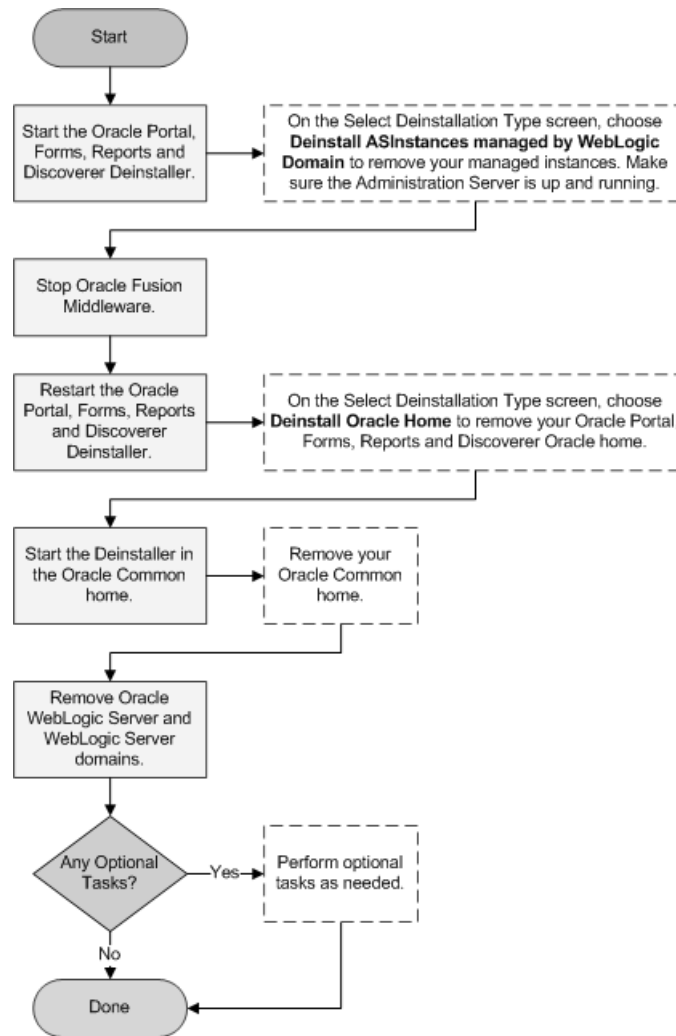 Start
Start the Oracle Portal,
Forms, Reports and
Discoverer Deinstaller.
On the Select Deinstallation Type screen, choose
Deinstall ASInstances managed by WebLogic
Domain to remove your managed instances. Make
sure the Administration Server is up and running.
Stop Oracle Fusion
Middleware.
Restart the Oracle
Portal, Forms, Reports
and Discoverer
Deinstaller.
On the Select Deinstallation Type screen, choose
Deinstall Oracle Home to remove your Oracle Portal
Forms, Reports and Discoverer Oracle home.
Start the Deinstaller in
the Oracle Common
home.
Remove your
Oracle Common
home.
Remove Oracle
WebLogic Server and
WebLogic Server
domains.
Any Optional
Tasks?
Yes
Perform optional
tasks as needed.
No
Done